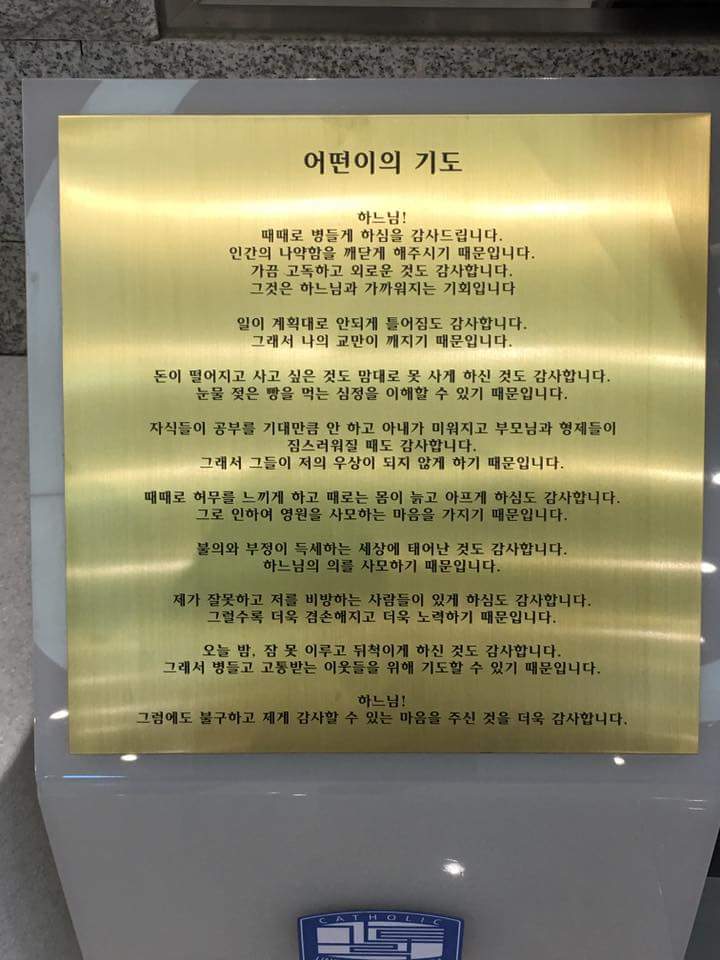 어떤이의 기도
하느님!
때때로 병들게 하심을 감사드립니다.
인간의 나약함을 깨닫게 해주시기 때문입니다.
가끔 고독하고 외로운 것도 감사합니다.
그것은 하느님과 가까워지는 기회입니다
일이 계획대로 안되게 틀어짐도 감사합니다.
그래서 나의 교만이 깨지기 때문입니다.
돈이 떨어지고 사고 싶은 것도 맘대로 못 사게 하신 것도 감사합니다.
눈물 젖은 빵을 먹는 심정을 이해할 수 있기 때문입니다.
자식들이 공부를 기대만큼 안 하고 아내가 미워지고 부모님과 형제들이
짐스러워질 때도 감사합니다.
그래서 그들이 저의 우상이 되지 않게 하기 때문입니다.
때때로 허무를 느끼게 하고 때로는 몸이 늙고 아프게 하심도 감사합니다.
그로 인하여 영원을 사모하는 마음을 가지기 때문입니다.
불의와 부정이 득세하는 세상에 태어난 것도 감사합니다.
하느님의 의를 사모하기 때문입니다.
제가 잘못하고 저를 비방하는 사람들이 있게 하심도 감사합니다.
그럴수록 더욱 겸손해지고 더욱 노력하기 때문입니다.
오늘 밤, 잠 못 이루고 뒤척이게 하신 것도 감사합니다.
그래서 병들고 고통받는 이웃들을 위해 기도할 수 있기 때문입니다.
하느님!
그럼에도 불구하고 제게 감사할 수 있는 마음을 주신 것을 더욱 감사합니다.
CATHOLIC